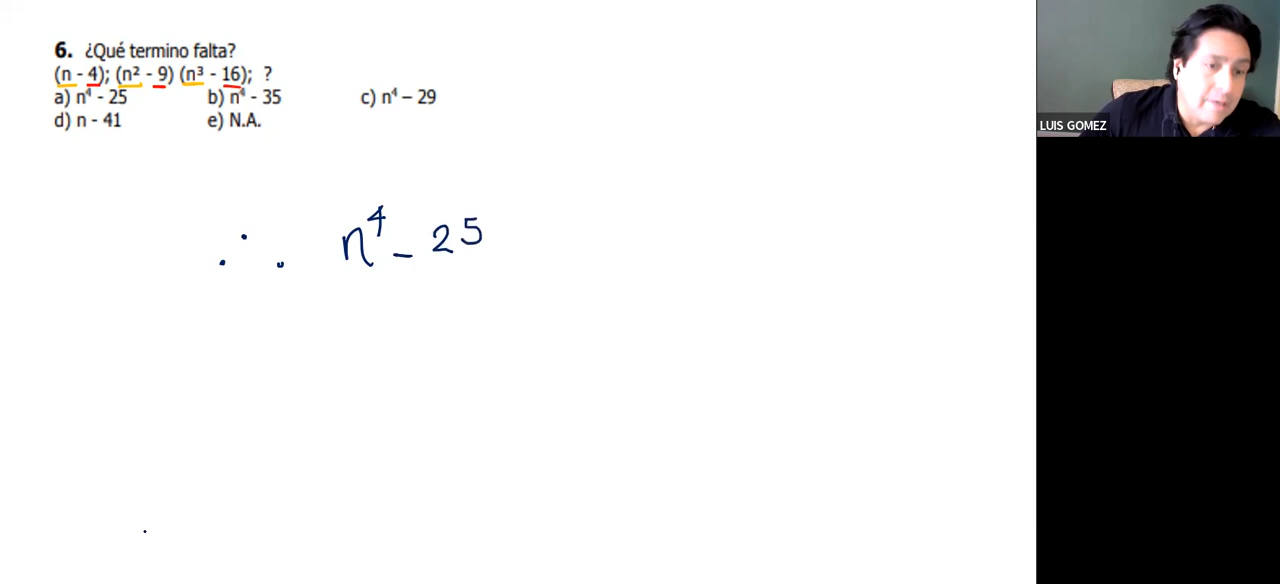 6. ¿Qué termino falta?
(n - 4); (n² - 9) (n³ - 16); ?
a) n⁴ - 25 b) n⁴ - 35 c) n⁴ – 29
d) n - 41 e) N.A.
LUIS GOMEZ
∴ n⁴ - 25